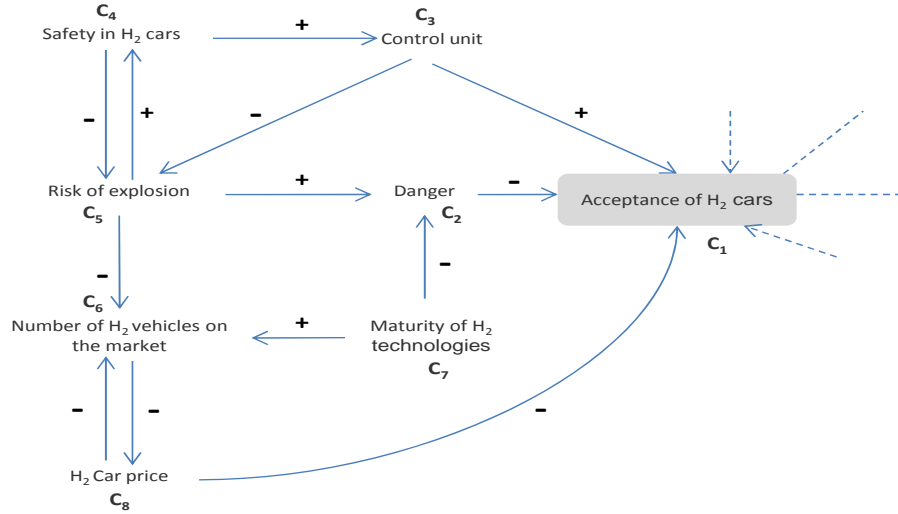 C4
C3
Safety in H2 cars
+
Control unit
-
+
-
+
Risk of explosion
+
Danger
-
Acceptance of H2 cars
C5
C2
C1
-
-
C6
Number of H2 vehicles on
the market
+
Maturity of H2
technologies
C7
-
-
-
H2 Car price
C8